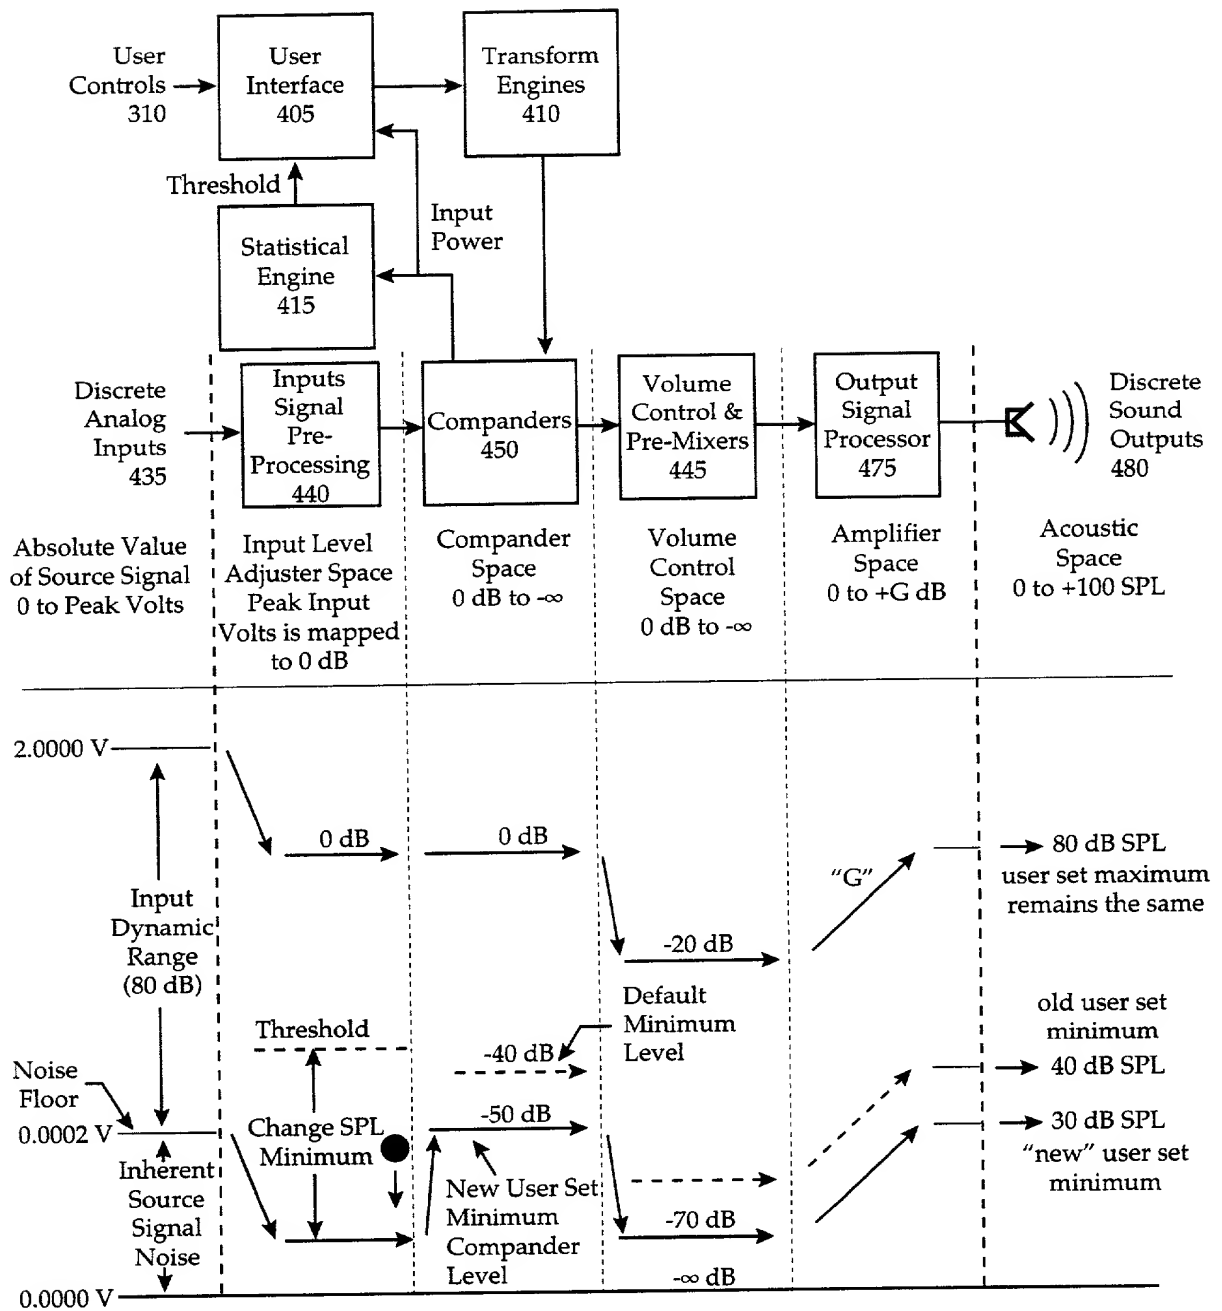 User
Controls
310
User
Interface
405
Transform
Engines
410
Threshold
Input
Power
Statistical
Engine
415
Discrete
Analog
Inputs
435
Inputs
Signal
Pre-
Processing
440
Companders
450
Volume
Control &
Pre-Mixers
445
Output
Signal
Processor
475
Discrete
Sound
Outputs
480
Absolute Value
of Source Signal
0 to Peak Volts
Input Level
Adjuster Space
Peak Input
Volts is mapped
to 0 dB
Compander
Space
0 dB to -∞
Volume
Control
Space
0 dB to -∞
Amplifier
Space
0 to +G dB
Acoustic
Space
0 to +100 SPL
2.0000 V
0 dB
0 dB
"G"
80 dB SPL
user set maximum
remains the same
Input
Dynamic
Range
(80 dB)
-20 dB
Default
Minimum
Level
old user set
minimum
Threshold
-40 dB
40 dB SPL
Noise
Floor
0.0002 V
Change SPL
Minimum
-50 dB
30 dB SPL
"new" user set
minimum
Inherent
Source
Signal
Noise
New User Set
Minimum
Compander
Level
-70 dB
-∞ dB
0.0000 V